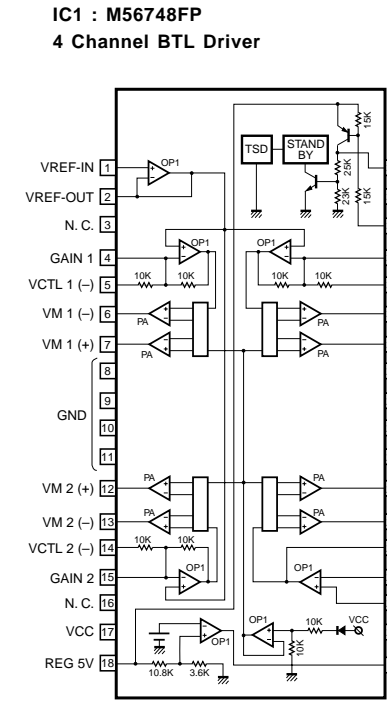 IC1 : M56748FP
4 Channel BTL Driver
15K
TSD
STAND
BY
25K
23K
15K
VREF-IN 1
OP1
VREF-OUT 2
N. C. 3
OP1
OP1
GAIN 1 4
VCTL 1 (–) 5
10K
10K
10K
10K
VM 1 (–) 6
PA
PA
VM 1 (+) 7
PA
PA
8
9
GND
10
11
VM 2 (+) 12
PA
PA
VM 2 (–) 13
PA
PA
VCTL 2 (–) 14
10K
10K
GAIN 2 15
OP1
OP1
N. C. 16
VCC 17
OP1
OP1
10K
VCC
10K
REG 5V 18
10.8K
3.6K